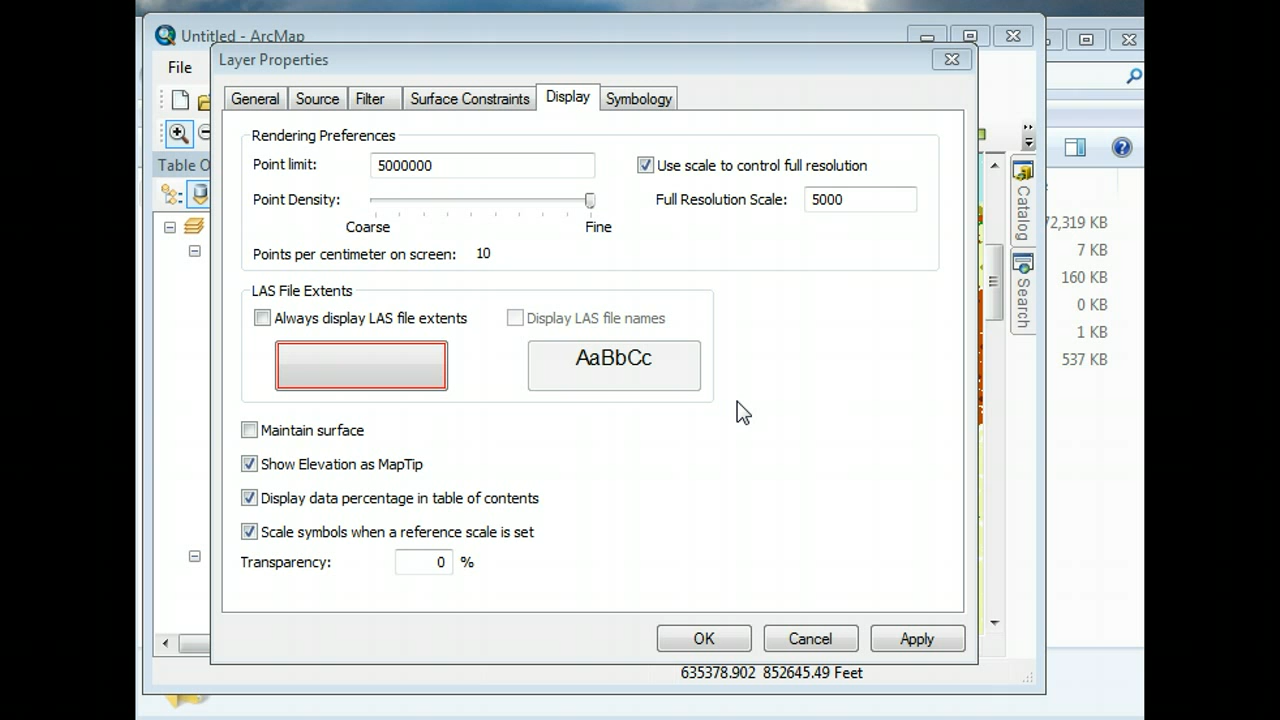 Untitled - ArcMap
Layer Properties
File
General Source Filter Surface Constraints Display Symbology
Rendering Preferences
Point limit: 5000000 Use scale to control full resolution
Point Density: Full Resolution Scale: 5000
Coarse Fine
Points per centimeter on screen: 10
LAS File Extents
Always display LAS file extents Display LAS file names
AaBbCc
Maintain surface
Show Elevation as MapTip
Display data percentage in table of contents
Scale symbols when a reference scale is set
Transparency: 0 %
OK Cancel Apply
635378.902 852645.49 Feet
Table O
Catalog
Search
72,319 KB
7 KB
160 KB
0 KB
1 KB
537 KB